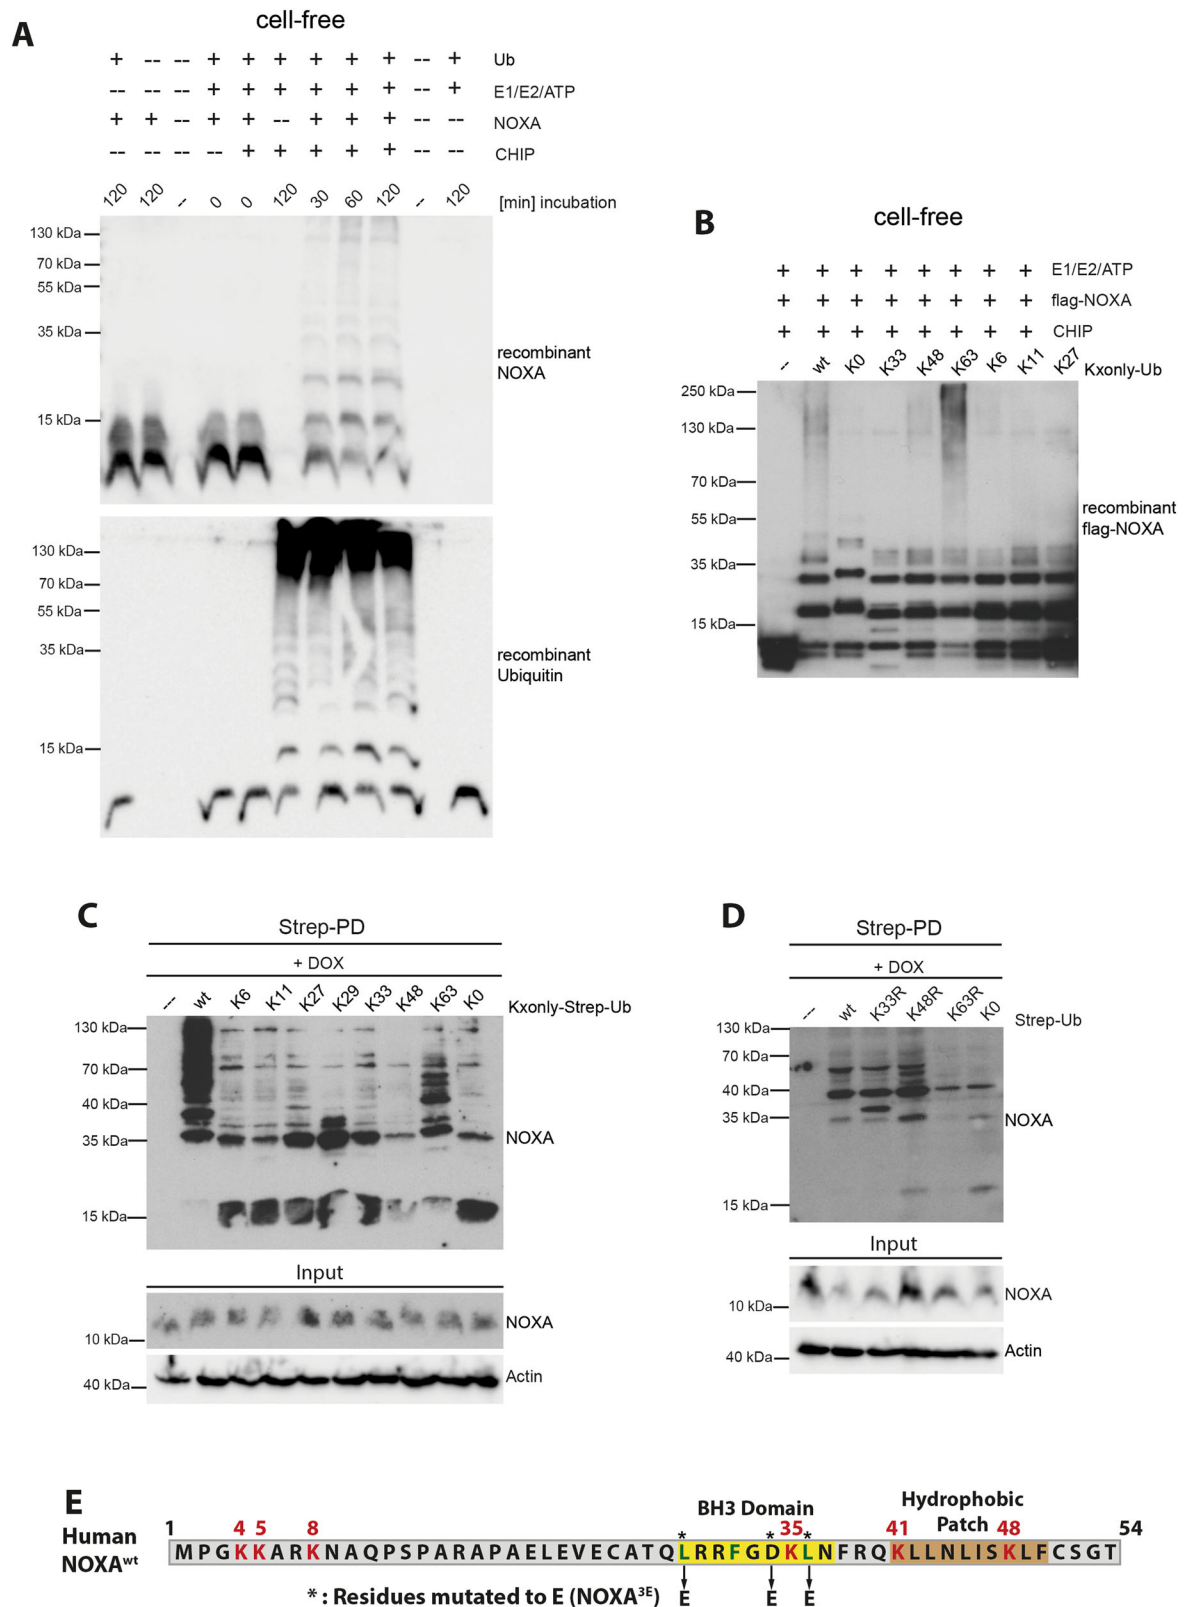 A
cell-free
+ -- -- + + + + + + -- + Ub
-- -- -- + + + + + + -- + E1/E2/ATP
+ + -- + + -- + + + -- -- NOXA
-- -- -- -- + + + + + -- -- CHIP
120 120 -- 0 0 120 30 60 120 -- 120 [min] incubation
130 kDa
70 kDa
55 kDa
35 kDa
recombinant
NOXA
15 kDa
130 kDa
70 kDa
55 kDa
35 kDa
recombinant
Ubiquitin
15 kDa
B
cell-free
+ + + + + + + + E1/E2/ATP
+ + + + + + + + flag-NOXA
+ + + + + + + + CHIP
-- wt K0 K33 K48 K63 K6 K11 K27 Kxonly-Ub
250 kDa
130 kDa
70 kDa
55 kDa
recombinant
flag-NOXA
35 kDa
15 kDa
C
Strep-PD
+ DOX
--- wt K6 K11 K27 K29 K33 K48 K63 K0 Kxonly-Strep-Ub
130 kDa
70 kDa
40 kDa
35 kDa
NOXA
15 kDa
Input
NOXA
10 kDa
Actin
40 kDa
D
Strep-PD
+ DOX
--- wt K33R K48R K63R K0 Strep-Ub
130 kDa
70 kDa
40 kDa
35 kDa
NOXA
15 kDa
Input
NOXA
10 kDa
Actin
40 kDa
E
BH3 Domain
Hydrophobic
Patch
1 4 5 8 * * 35 * 41 48 54
Human
NOXAwt
MPGKKARKNAQPSPARAPAELEVECATQLRRFGDKLNFRQKLLNLISKLFCSGT
* : Residues mutated to E (NOXA3E) E E E